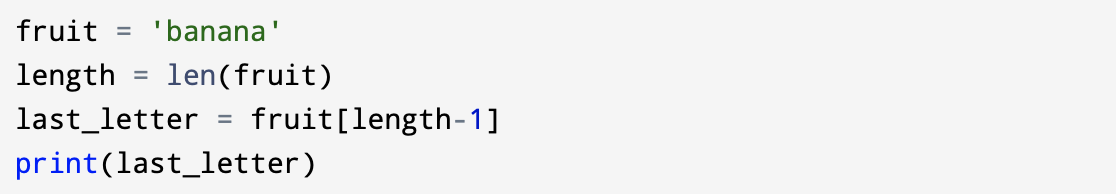 fruit = 'banana'
length = len(fruit)
last_letter = fruit[length-1]
print(last_letter)